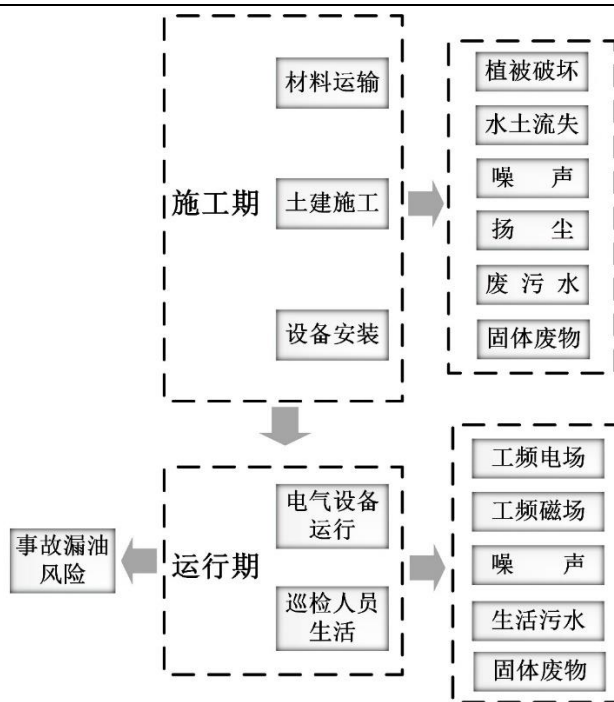 施工期
材料运输
土建施工
设备安装
植被破坏
水土流失
噪 声
扬 尘
废 污 水
固体废物
事故漏油
风险
运行期
电气设备
运行
巡检人员
生活
工频电场
工频磁场
噪 声
生活污水
固体废物